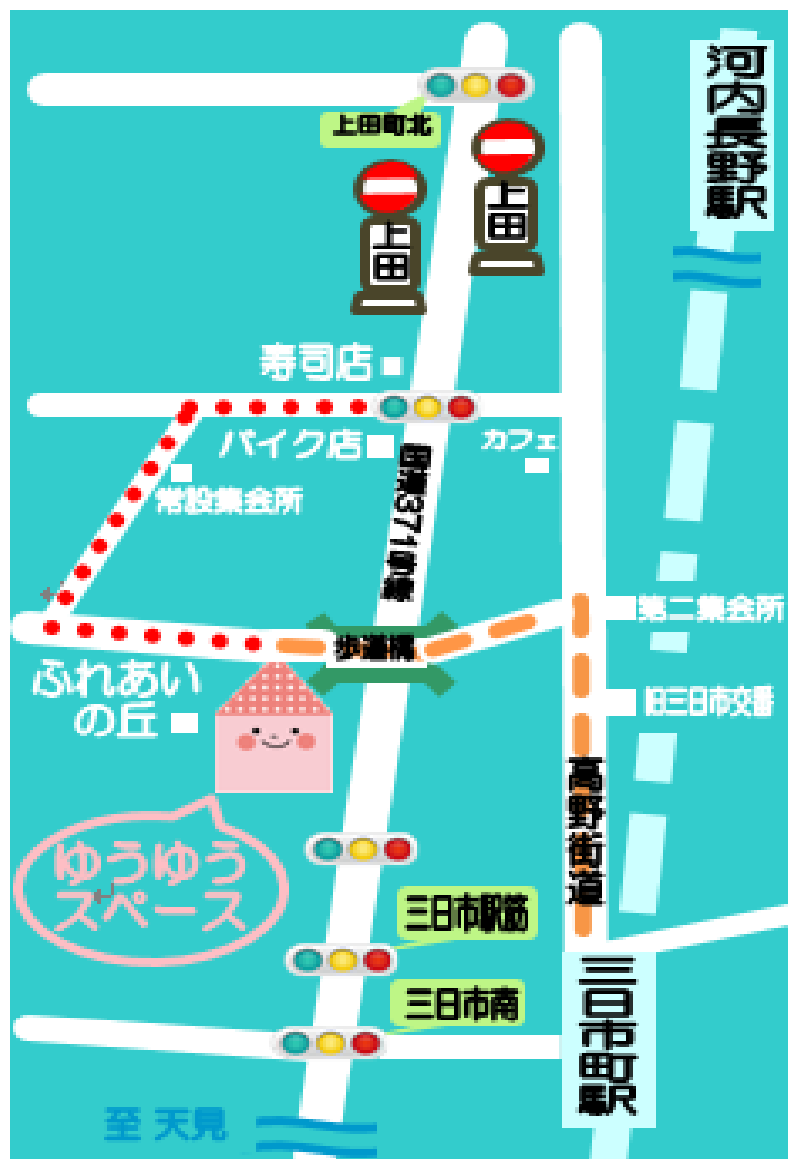 河内長野駅
上田町北
上田
上田
寿司店
バイク店
カフェ
常設集会所
旧国371号線
第二集会所
歩道橋
ふれあい
の丘
旧三日市交番
高野街道
ゆうゆう
スペース
三日市駅筋
三日市南
三日市町駅
至 天見